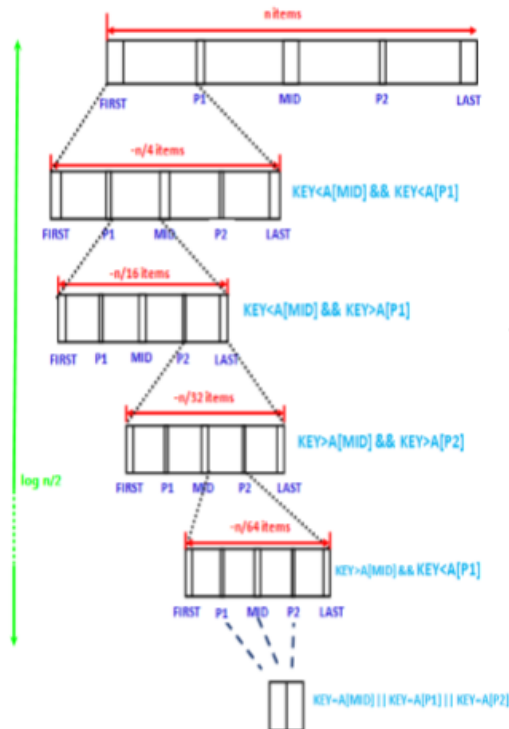 n items
FIRST P1 MID P2 LAST
-n/4 items
KEY<A[MID] && KEY<A[P1]
FIRST P1 MID P2 LAST
-n/16 items
KEY<A[MID] && KEY>A[P1]
FIRST P1 MID P2 LAST
-n/32 items
KEY>A[MID] && KEY>A[P2]
FIRST P1 MID P2 LAST
log n/2
-n/64 items
KEY>A[MID] && KEY<A[P1]
FIRST P1 MID P2 LAST
KEY=A[MID] || KEY=A[P1] || KEY=A[P2]